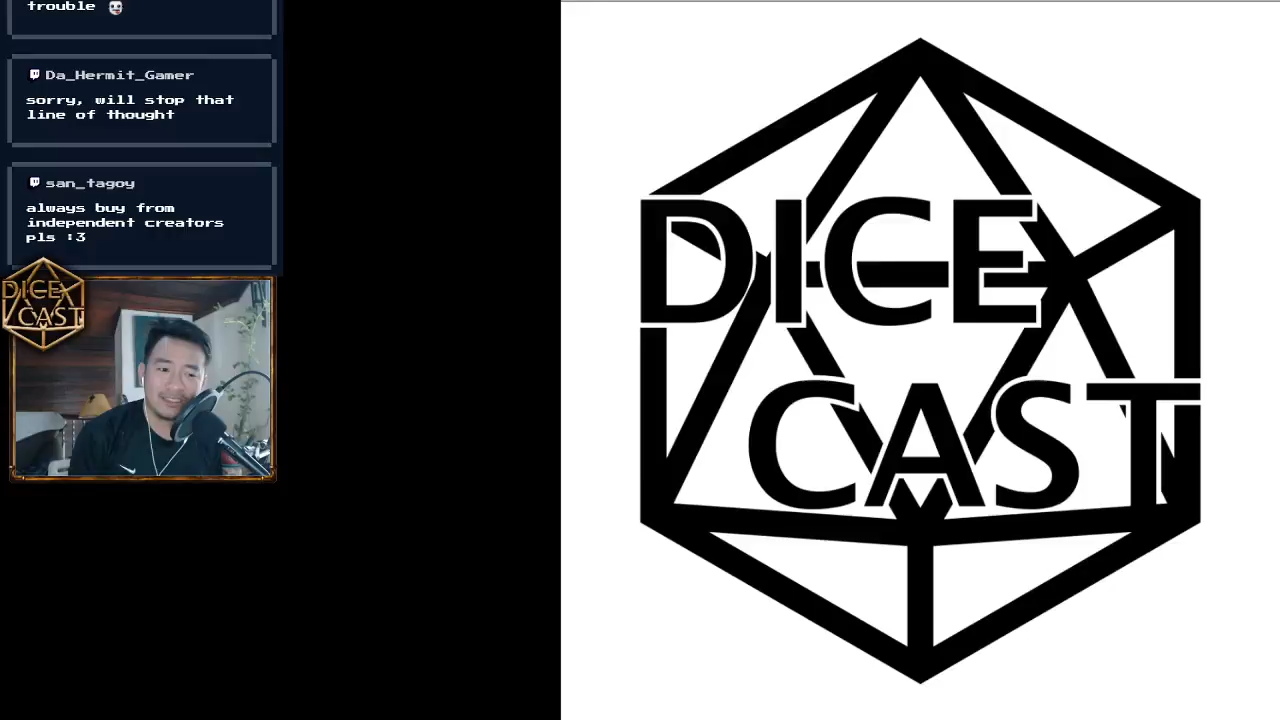 trouble
Da_Hermit_Gamer
sorry, will stop that
line of thought
san_tagoy
always buy from
independent creators
pls :3
DICE
CAST
DICE
CAST